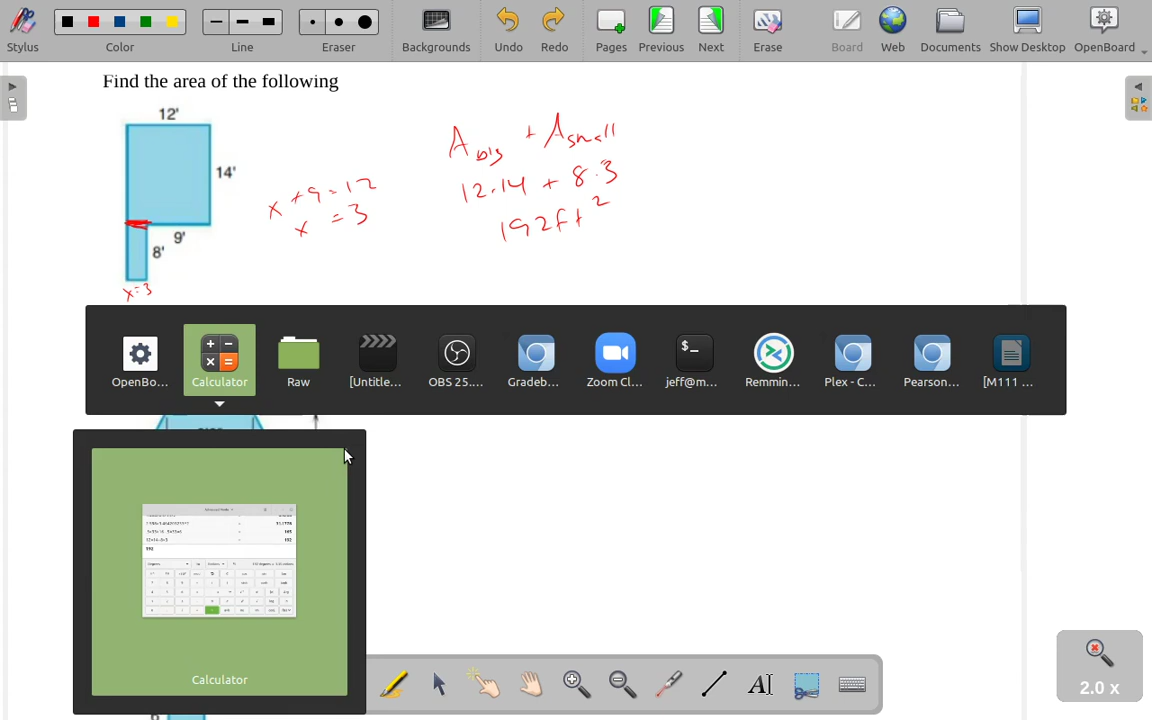 Stylus Color Line Eraser Backgrounds Undo Redo Pages Previous Next Erase Board Web Documents Show Desktop OpenBoard
Find the area of the following
12'
14'
9'
8'
x=3
x + 9 = 12
x = 3
A big + A small
12.14 + 8.3
192ft 2
OpenBo... Calculator Raw [Untitle... OBS 25.... Gradeb... Zoom Cl... jeff@m... Remmin... Plex - C... Pearson... [M111 ...
192
Calculator
2.0 x